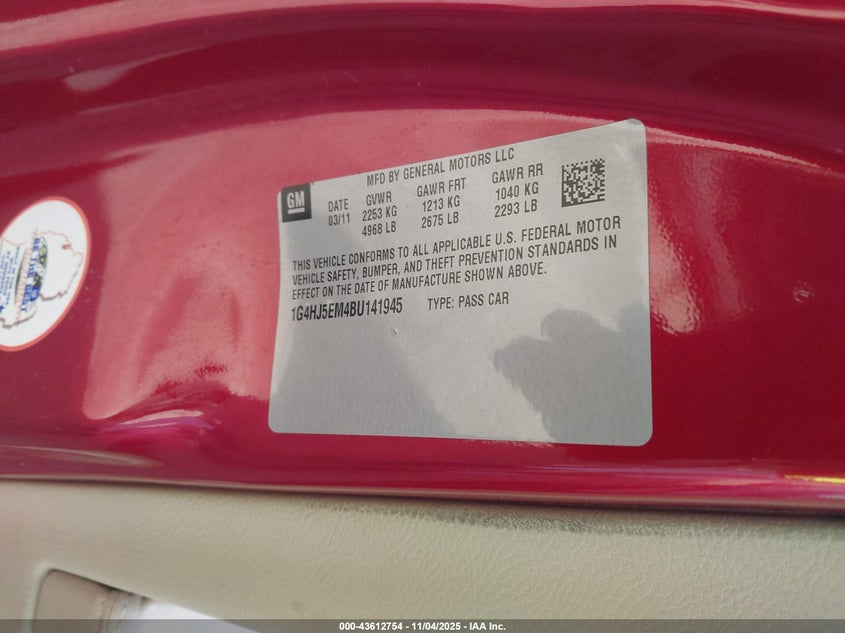 MFD BY GENERAL MOTORS LLC
GM
DATE GVWR GAWR FRT GAWR RR
03/11 2253 KG 1213 KG 1040 KG
4968 LB 2675 LB 2293 LB
THIS VEHICLE CONFORMS TO ALL APPLICABLE U.S. FEDERAL MOTOR
VEHICLE SAFETY, BUMPER, AND THEFT PREVENTION STANDARDS IN
EFFECT ON THE DATE OF MANUFACTURE SHOWN ABOVE.
1G4HJ5EM4BU141945 TYPE: PASS CAR
000-43612754 - 11/04/2025 - IAA Inc.